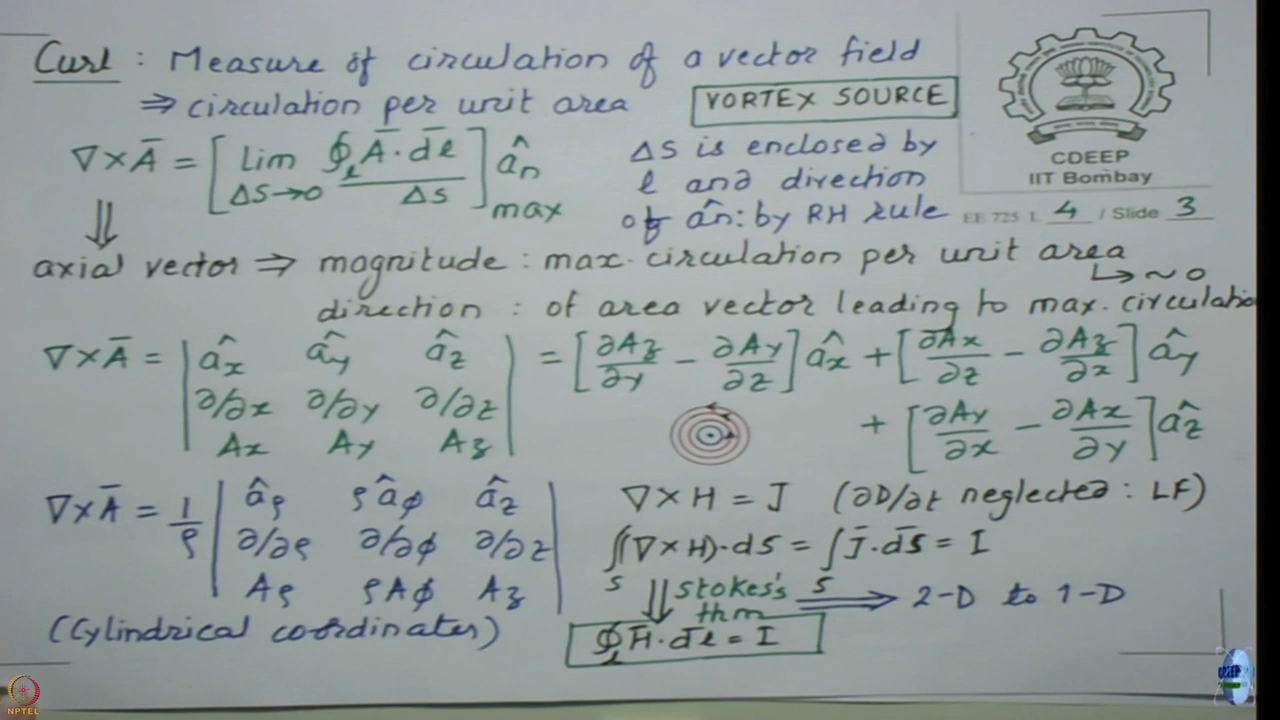 Curl : Measure of circulation of a vector field
⇒ circulation per unit area
VORTEX SOURCE
∇×A̅ = [lim ΔS→0 ∮ₗ A̅·dl̅ / ΔS] âₙ max
ΔS is enclosed by
l and direction
of ân: by RH rule
CDEEP
IIT Bombay
EE 725 L 4 / Slide 3
⇓
axial vector ⇒ magnitude : max. circulation per unit area
↳ ~ 0
direction : of area vector leading to max. circulatio
∇×A̅ = | âx ây âz | = [∂Az/∂y − ∂Ay/∂z] âx + [∂Ax/∂z − ∂Az/∂x] ây
∂/∂x ∂/∂y ∂/∂z
Ax Ay Az
+ [∂Ay/∂x − ∂Ax/∂y] âz
∇×A̅ = 1/ρ | âρ ρâϕ âz |
∂/∂ρ ∂/∂ϕ ∂/∂z
Aρ ρAϕ Az
(Cylindrical coordinates)
∇×H = J (∂D/∂t neglected : LF)
∫∫S (∇×H)·dS = ∫S J̅·dS̅ = I
⇓ Stokes's thm ⇒ 2-D to 1-D
∮ₗ H̅·dl̅ = I
NPTEL
CDEEP